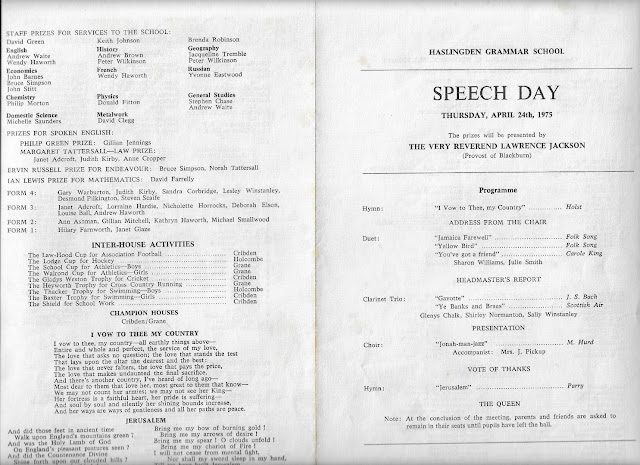 STAFF PRIZES FOR SERVICES TO THE SCHOOL:
David Green Keith Johnson Brenda Robinson
English History Geography
Andrew Waite Andrew Brown Jacqueline Tremble
Wendy Haworth Peter Wilkinson Peter Wilkinson
Economics French Russian
John Barnes Wendy Haworth Yvonne Eastwood
Bruce Simpson
John Stitt
Chemistry Physics General Studies
Philip Morton Donald Fitton Stephen Chase
Andrew Waite
Domestic Science Metalwork
Michelle Saunders David Clegg
PRIZES FOR SPOKEN ENGLISH:
PHILIP GREEN PRIZE: Gillian Jennings
MARGARET TATTERSALL—LAW PRIZE:
Janet Adcroft, Judith Kirby, Anne Cropper
ERVIN RUSSELL PRIZE FOR ENDEAVOUR: Bruce Simpson, Norah Tattersall
IAN LEWIS PRIZE FOR MATHEMATICS: David Farrelly
FORM 4: Gary Warburton, Judith Kirby, Sandra Corbridge, Lesley Winstanley,
Desmond Pilkington, Steven Scaife
FORM 3: Janet Adcroft, Lorraine Hardie, Nicholette Horrocks, Deborah Elson,
Louise Ball, Andrew Haworth
FORM 2: Ann Ashman, Gillian Mitchell, Kathryn Haworth, Michael Smallwood
FORM 1: Hilary Farnworth, Janet Glaze
INTER-HOUSE ACTIVITIES
The Law-Hood Cup for Association Football Cribden
The Lodge Cup for Hockey Holcombe
The School Cup for Athletics—Boys Grane
The Walrond Cup for Athletics—Girls Grane
The Gladys Fenton Trophy for Cricket Cribden
The Heyworth Trophy for Cross Country Running Grane
The Thacker Trophy for Swimming—Boys Holcombe
The Baxter Trophy for Swimming—Girls Cribden
The Shield for School Work Cribden
CHAMPION HOUSES
Cribden/Grane
I VOW TO THEE MY COUNTRY
I vow to thee, my country—all earthly things above—
Entire and whole and perfect, the service of my love,
The love that asks no question; the love that stands the test
That lays upon the altar the dearest and the best:
The love that never falters, the love that pays the price,
The love that makes undaunted the final sacrifice.
And there's another country, I've heard of long ago—
Most dear to them that love her, most great to them that know—
We may not count her armies; we may not see her King—
Her fortress is a faithful heart, her pride is suffering—
And soul by soul and silently her shining bounds increase,
And her ways are ways of gentleness and all her paths are peace.
JERUSALEM
And did those feet in ancient time
Walk upon England's mountains green?
And was the Holy Lamb of God
On England's pleasant pastures seen?
And did the Countenance Divine
Shine forth upon our clouded hills?
Bring me my bow of burning gold!
Bring me my arrows of desire!
Bring me my spear! O clouds unfold!
Bring me my Chariot of Fire!
I will not cease from mental fight,
Nor shall my sword sleep in my hand,
Till we have built Jerusalem
HASLINGDEN GRAMMAR SCHOOL
SPEECH DAY
THURSDAY, APRIL 24th, 1975
The prizes will be presented by
THE VERY REVEREND LAWRENCE JACKSON
(Provost of Blackburn)
Programme
Hymn: "I Vow to Thee, my Country" Holst
ADDRESS FROM THE CHAIR
Duet: "Jamaica Farewell" Folk Song
"Yellow Bird" Folk Song
"You've got a friend" Carole King
Sharon Williams, Julie Smith
HEADMASTER'S REPORT
Clarinet Trio: "Gavotte" J. S. Bach
"Ye Banks and Braes" Scottish Air
Glenys Chalk, Shirley Normanton, Sally Winstanley
PRESENTATION
Choir: "Jonah-man-jazz" M. Hurd
Accompanist: Mrs. J. Pickup
VOTE OF THANKS
Hymn: "Jerusalem" Parry
THE QUEEN
Note: At the conclusion of the meeting, parents and friends are asked to
remain in their seats until pupils have left the hall.